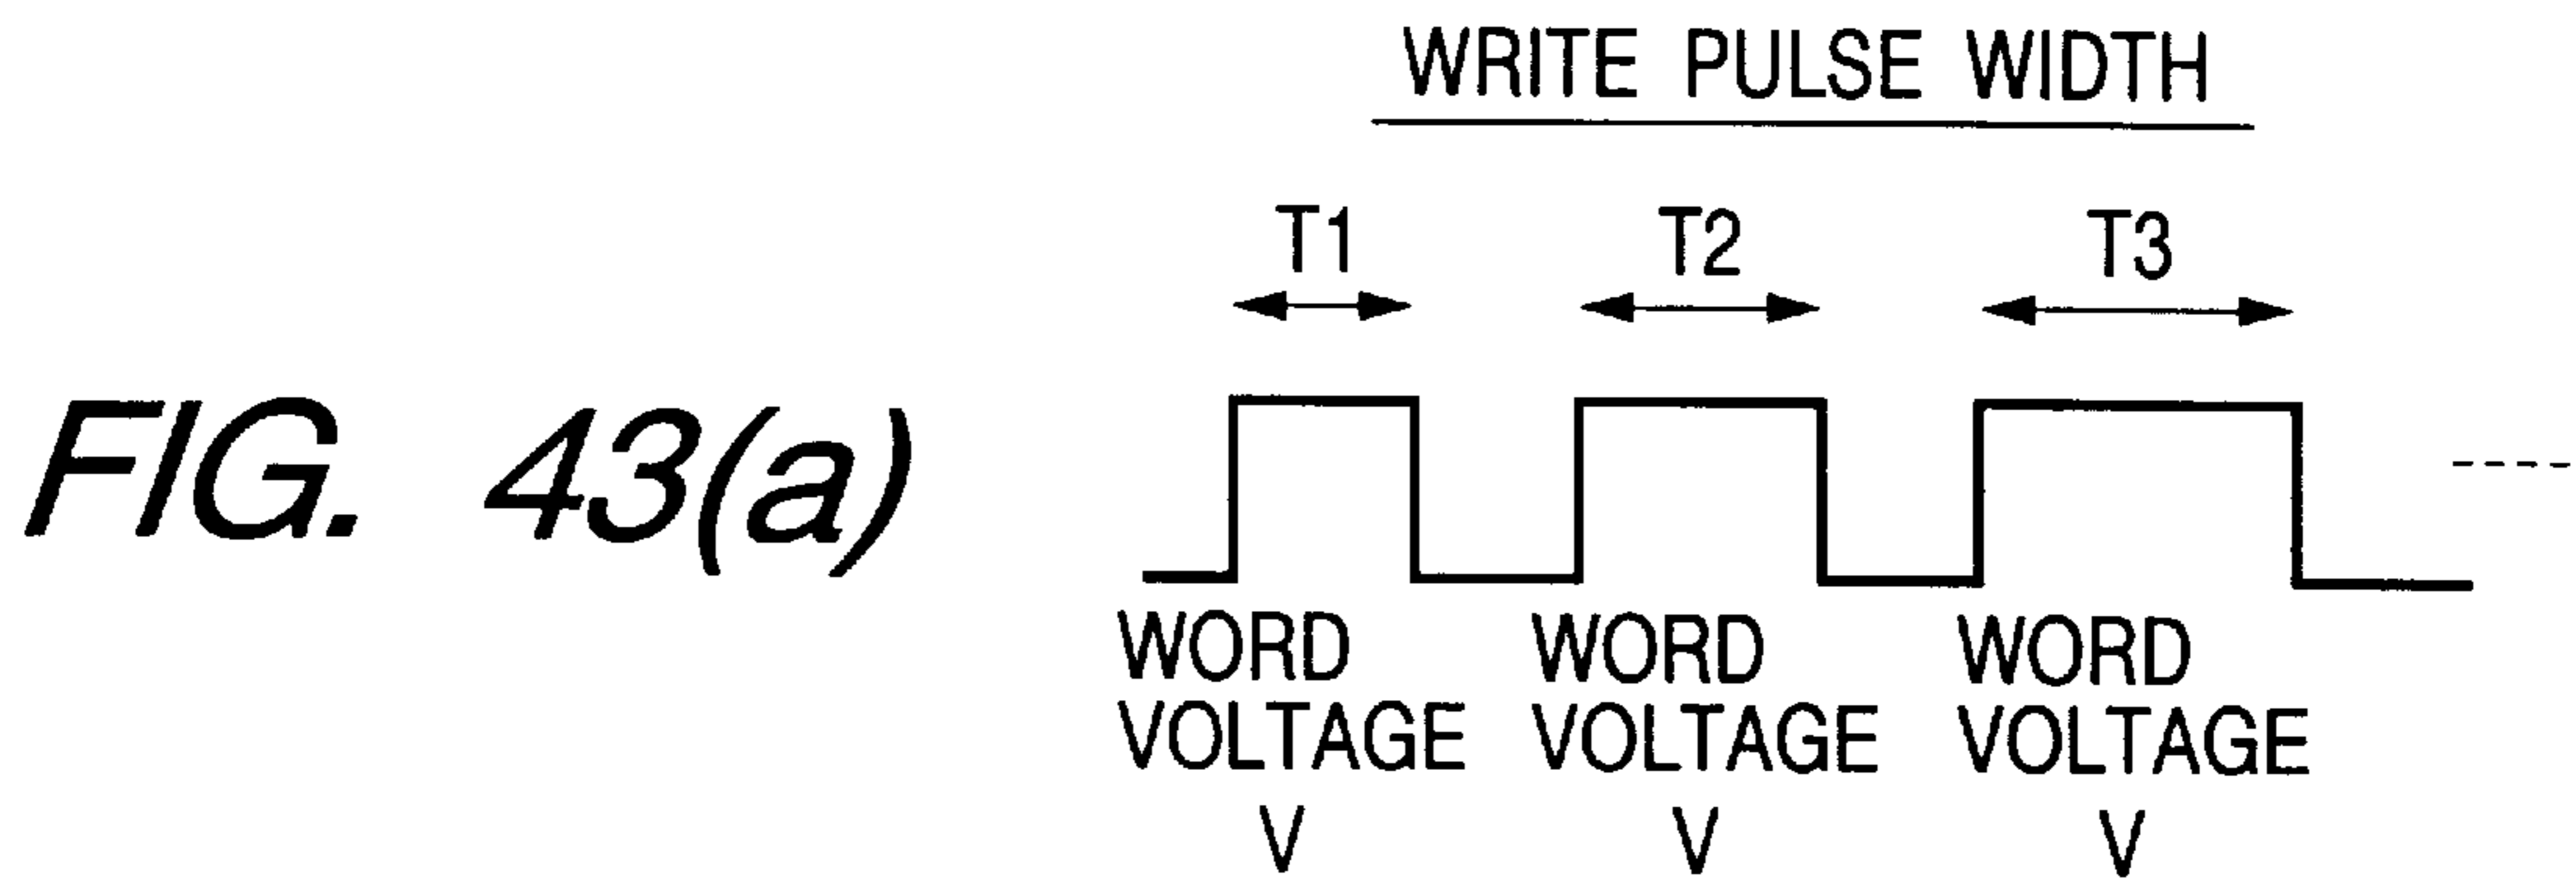 WRITE PULSE WIDTH
T1 T2 T3
FIG. 43(a)
WORD WORD WORD
VOLTAGE VOLTAGE VOLTAGE
V V V